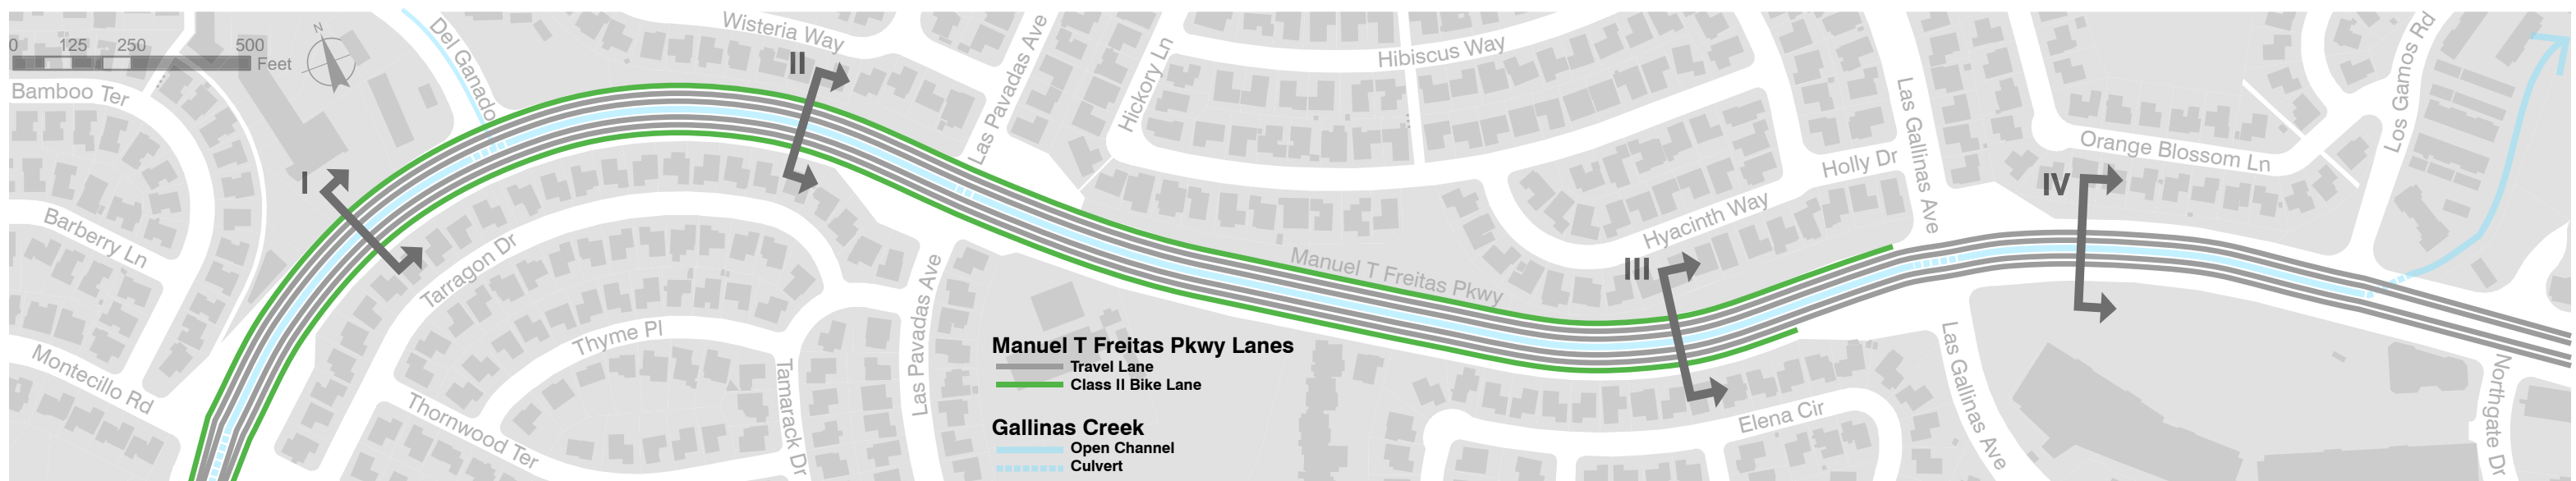 0 125 250 500
Feet
N
Del Ganado
Wisteria Way
Las Pavadas Ave
Hickory Ln
Hibiscus Way
Las Gallinas Ave
Los Gamos Rd
Bamboo Ter
Orange Blossom Ln
Holly Dr
I
II
III
IV
Barberry Ln
Tarragon Dr
Hyacinth Way
Manuel T Freitas Pkwy
Thyme Pl
Montecillo Rd
Thornwood Ter
Tamarack Dr
Las Pavadas Ave
Manuel T Freitas Pkwy Lanes
Travel Lane
Class II Bike Lane
Gallinas Creek
Open Channel
Culvert
Elena Cir
Las Gallinas Ave
Northgate Dr